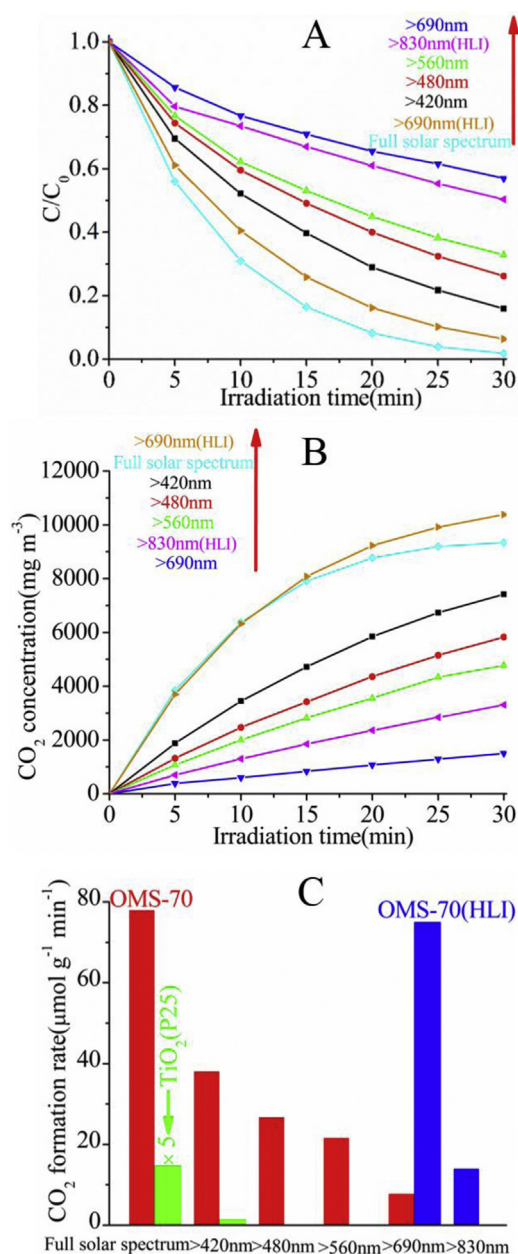 A
>690nm
>830nm(HLI)
>560nm
>480nm
>420nm
>690nm(HLI)
Full solar spectrum
C/C0
1.0
0.8
0.6
0.4
0.2
0.0
0 5 10 15 20 25 30
Irradiation time(min)
B
>690nm(HLI)
Full solar spectrum
>420nm
>480nm
>560nm
>830nm(HLI)
>690nm
CO2 concentration(mg m-3)
12000
10000
8000
6000
4000
2000
0
0 5 10 15 20 25 30
Irradiation time(min)
C
OMS-70
OMS-70(HLI)
× 5
TiO2(P25)
CO2 formation rate(μmol g-1 min-1)
80
60
40
20
0
Full solar spectrum >420nm >480nm >560nm >690nm >830nm